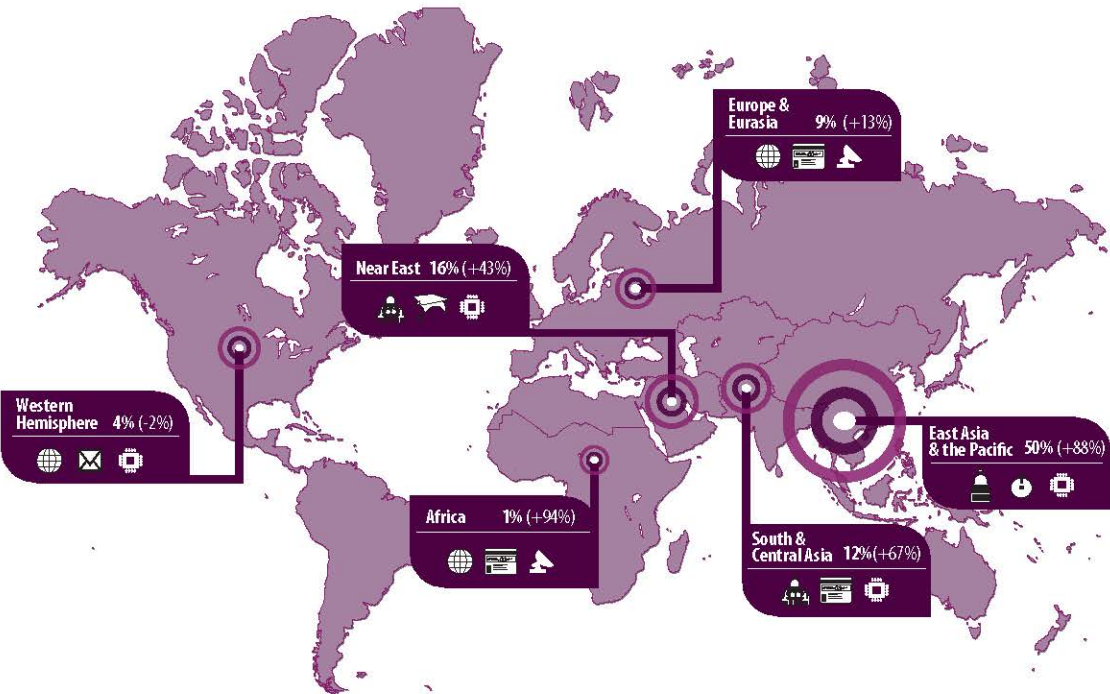 Europe &
Eurasia 9% (+13%)
Near East 16% (+43%)
Western
Hemisphere 4% (-2%)
East Asia
& the Pacific 50% (+88%)
Africa 1% (+94%)
South &
Central Asia 12% (+67%)